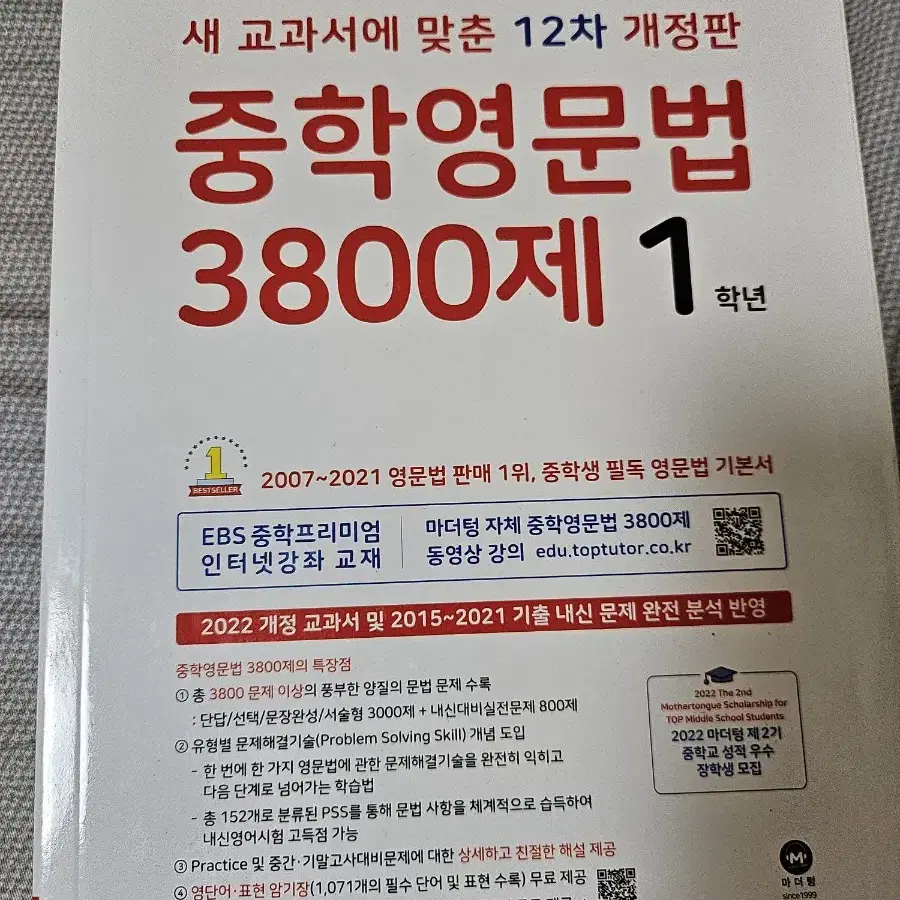 새 교과서에 맞춘 12차 개정판
중학영문법
3800제 1 학년
1
BESTSELLER
2007~2021 영문법 판매 1위, 중학생 필독 영문법 기본서
EBS 중학프리미엄
인터넷강좌 교재
마더텅 자체 중학영문법 3800제
동영상 강의 edu.toptutor.co.kr
2022 개정 교과서 및 2015~2021 기출 내신 문제 완전 분석 반영
중학영문법 3800제의 특장점
① 총 3800 문제 이상의 풍부한 양질의 문법 문제 수록
: 단답/선택/문장완성/서술형 3000제 + 내신대비실전문제 800제
② 유형별 문제해결기술(Problem Solving Skill) 개념 도입
- 한 번에 한 가지 영문법에 관한 문제해결기술을 완전히 익히고
다음 단계로 넘어가는 학습법
- 총 152개로 분류된 PSS를 통해 문법 사항을 체계적으로 습득하여
내신영어시험 고득점 가능
③ Practice 및 중간·기말고사대비문제에 대한 상세하고 친절한 해설 제공
④ 영단어·표현 암기장(1,071개의 필수 단어 및 표현 수록) 무료 제공
2022 The 2nd
Mothertongue Scholarship for
TOP Middle School Students
2022 마더텅 제2기
중학교 성적 우수
장학생 모집
M
마더텅
since1999